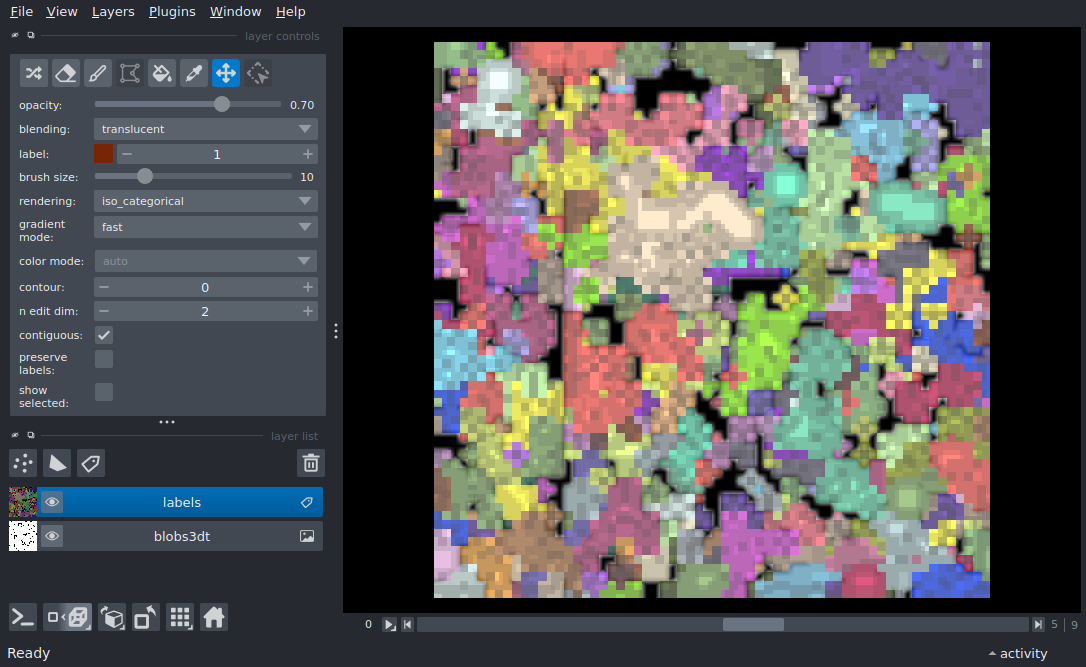 File View Layers Plugins Window Help
layer controls
opacity: 0.70
blending: translucent
label: 1
brush size: 10
rendering: iso_categorical
gradient
mode: fast
color mode: auto
contour: 0
n edit dim: 2
contiguous:
preserve
labels:
show
selected:
layer list
labels
blobs3dt
0 5 | 9
Ready activity